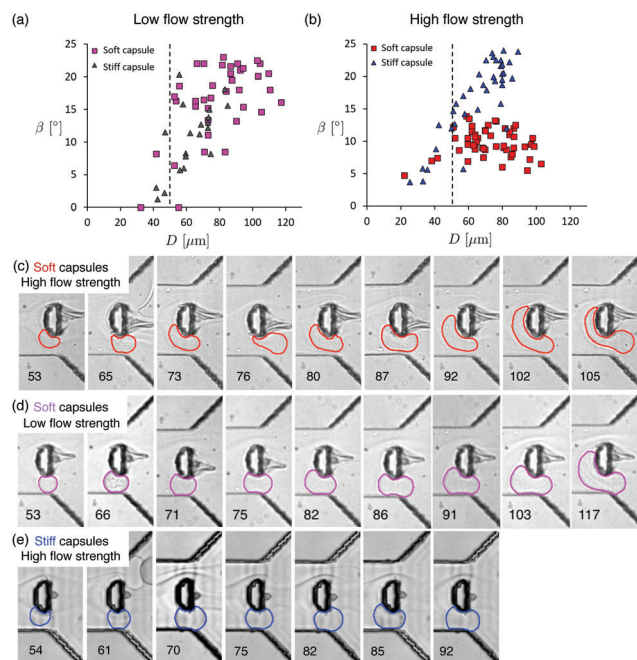 (a) Low flow strength
(b) High flow strength
25
20
15
β [°]
10
5
0
Soft capsule
Stiff capsule
0 20 40 60 80 100 120
D [μm]
25
20
15
β [°]
10
5
0
Soft capsule
Stiff capsule
0 20 40 60 80 100 120
D [μm]
(c) Soft capsules
High flow strength
53 65 73 76 80 87 92 102 105
(d) Soft capsules
Low flow strength
53 66 71 75 82 86 91 103 117
(e) Stiff capsules
High flow strength
54 61 70 75 82 85 92